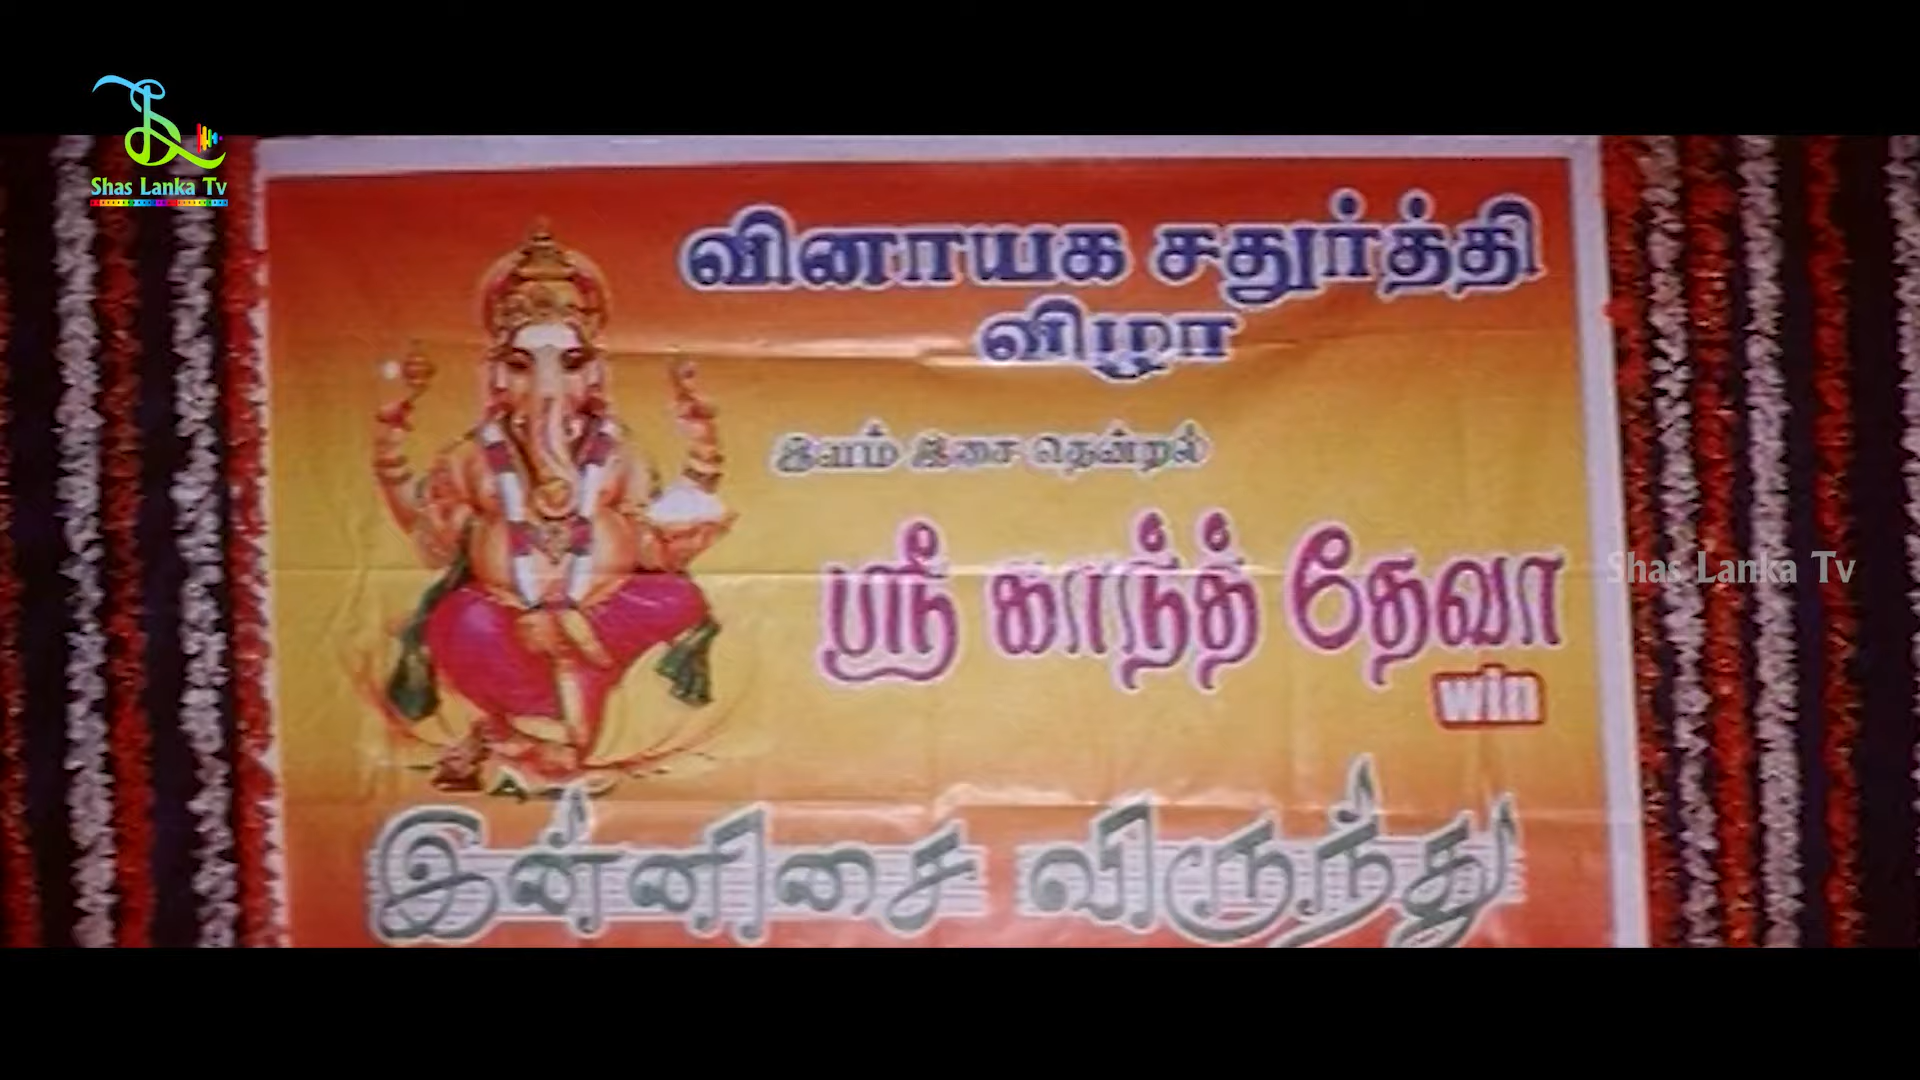 Shas Lanka Tv
விநாயக சதுர்த்தி
விழா
இளம் இசை தென்றல்
ஸ்ரீ காந்த் தேவா
win
Shas Lanka Tv
இன்னிசை விருந்து